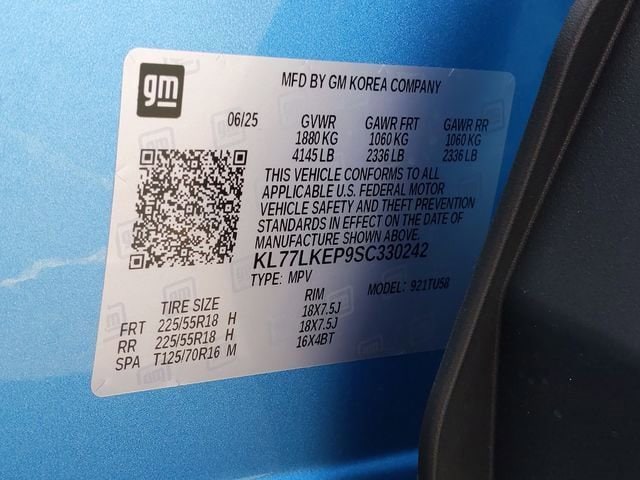 gm
MFD BY GM KOREA COMPANY
06/25 GVWR GAWR FRT GAWR RR
1880 KG 1060 KG 1060 KG
4145 LB 2336 LB 2336 LB
THIS VEHICLE CONFORMS TO ALL
APPLICABLE U.S. FEDERAL MOTOR
VEHICLE SAFETY AND THEFT PREVENTION
STANDARDS IN EFFECT ON THE DATE OF
MANUFACTURE SHOWN ABOVE.
KL77LKEP9SC330242
TYPE: MPV MODEL: 921TU58
TIRE SIZE RIM
FRT 225/55R18 H 18X7.5J
RR 225/55R18 H 18X7.5J
SPA T125/70R16 M 16X4BT